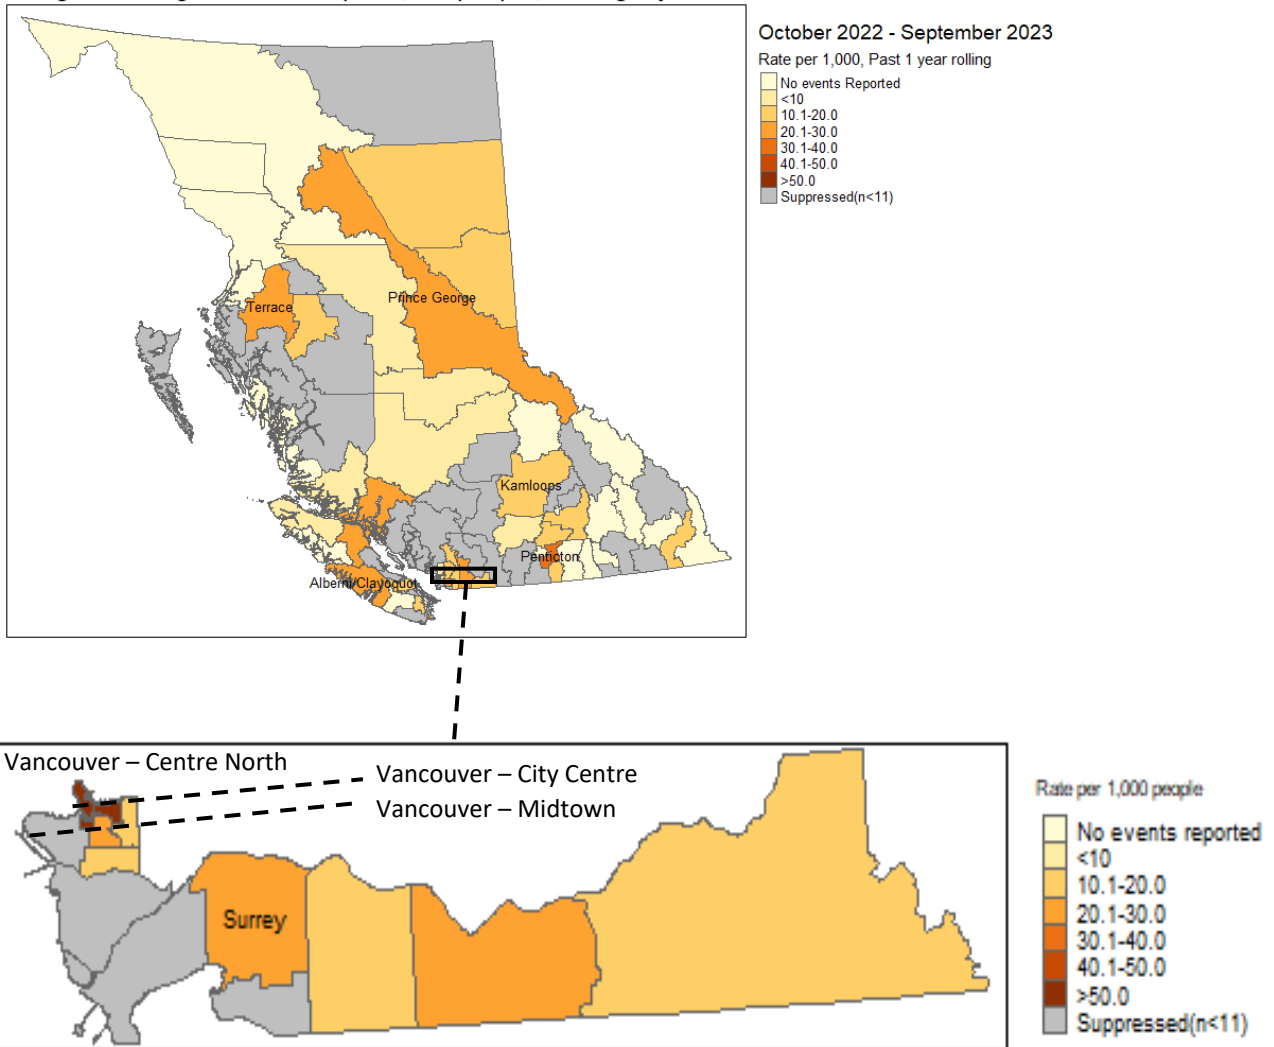 October 2022 - September 2023
Rate per 1,000, Past 1 year rolling
No events Reported
<10
10.1-20.0
20.1-30.0
30.1-40.0
40.1-50.0
>50.0
Suppressed(n<11)
Terrace
Prince George
Kamloops
Penticton
Alberni/Clayoquot
Vancouver – Centre North
Vancouver – City Centre
Vancouver – Midtown
Surrey
Rate per 1,000 people
No events reported
<10
10.1-20.0
20.1-30.0
30.1-40.0
40.1-50.0
>50.0
Suppressed(n<11)